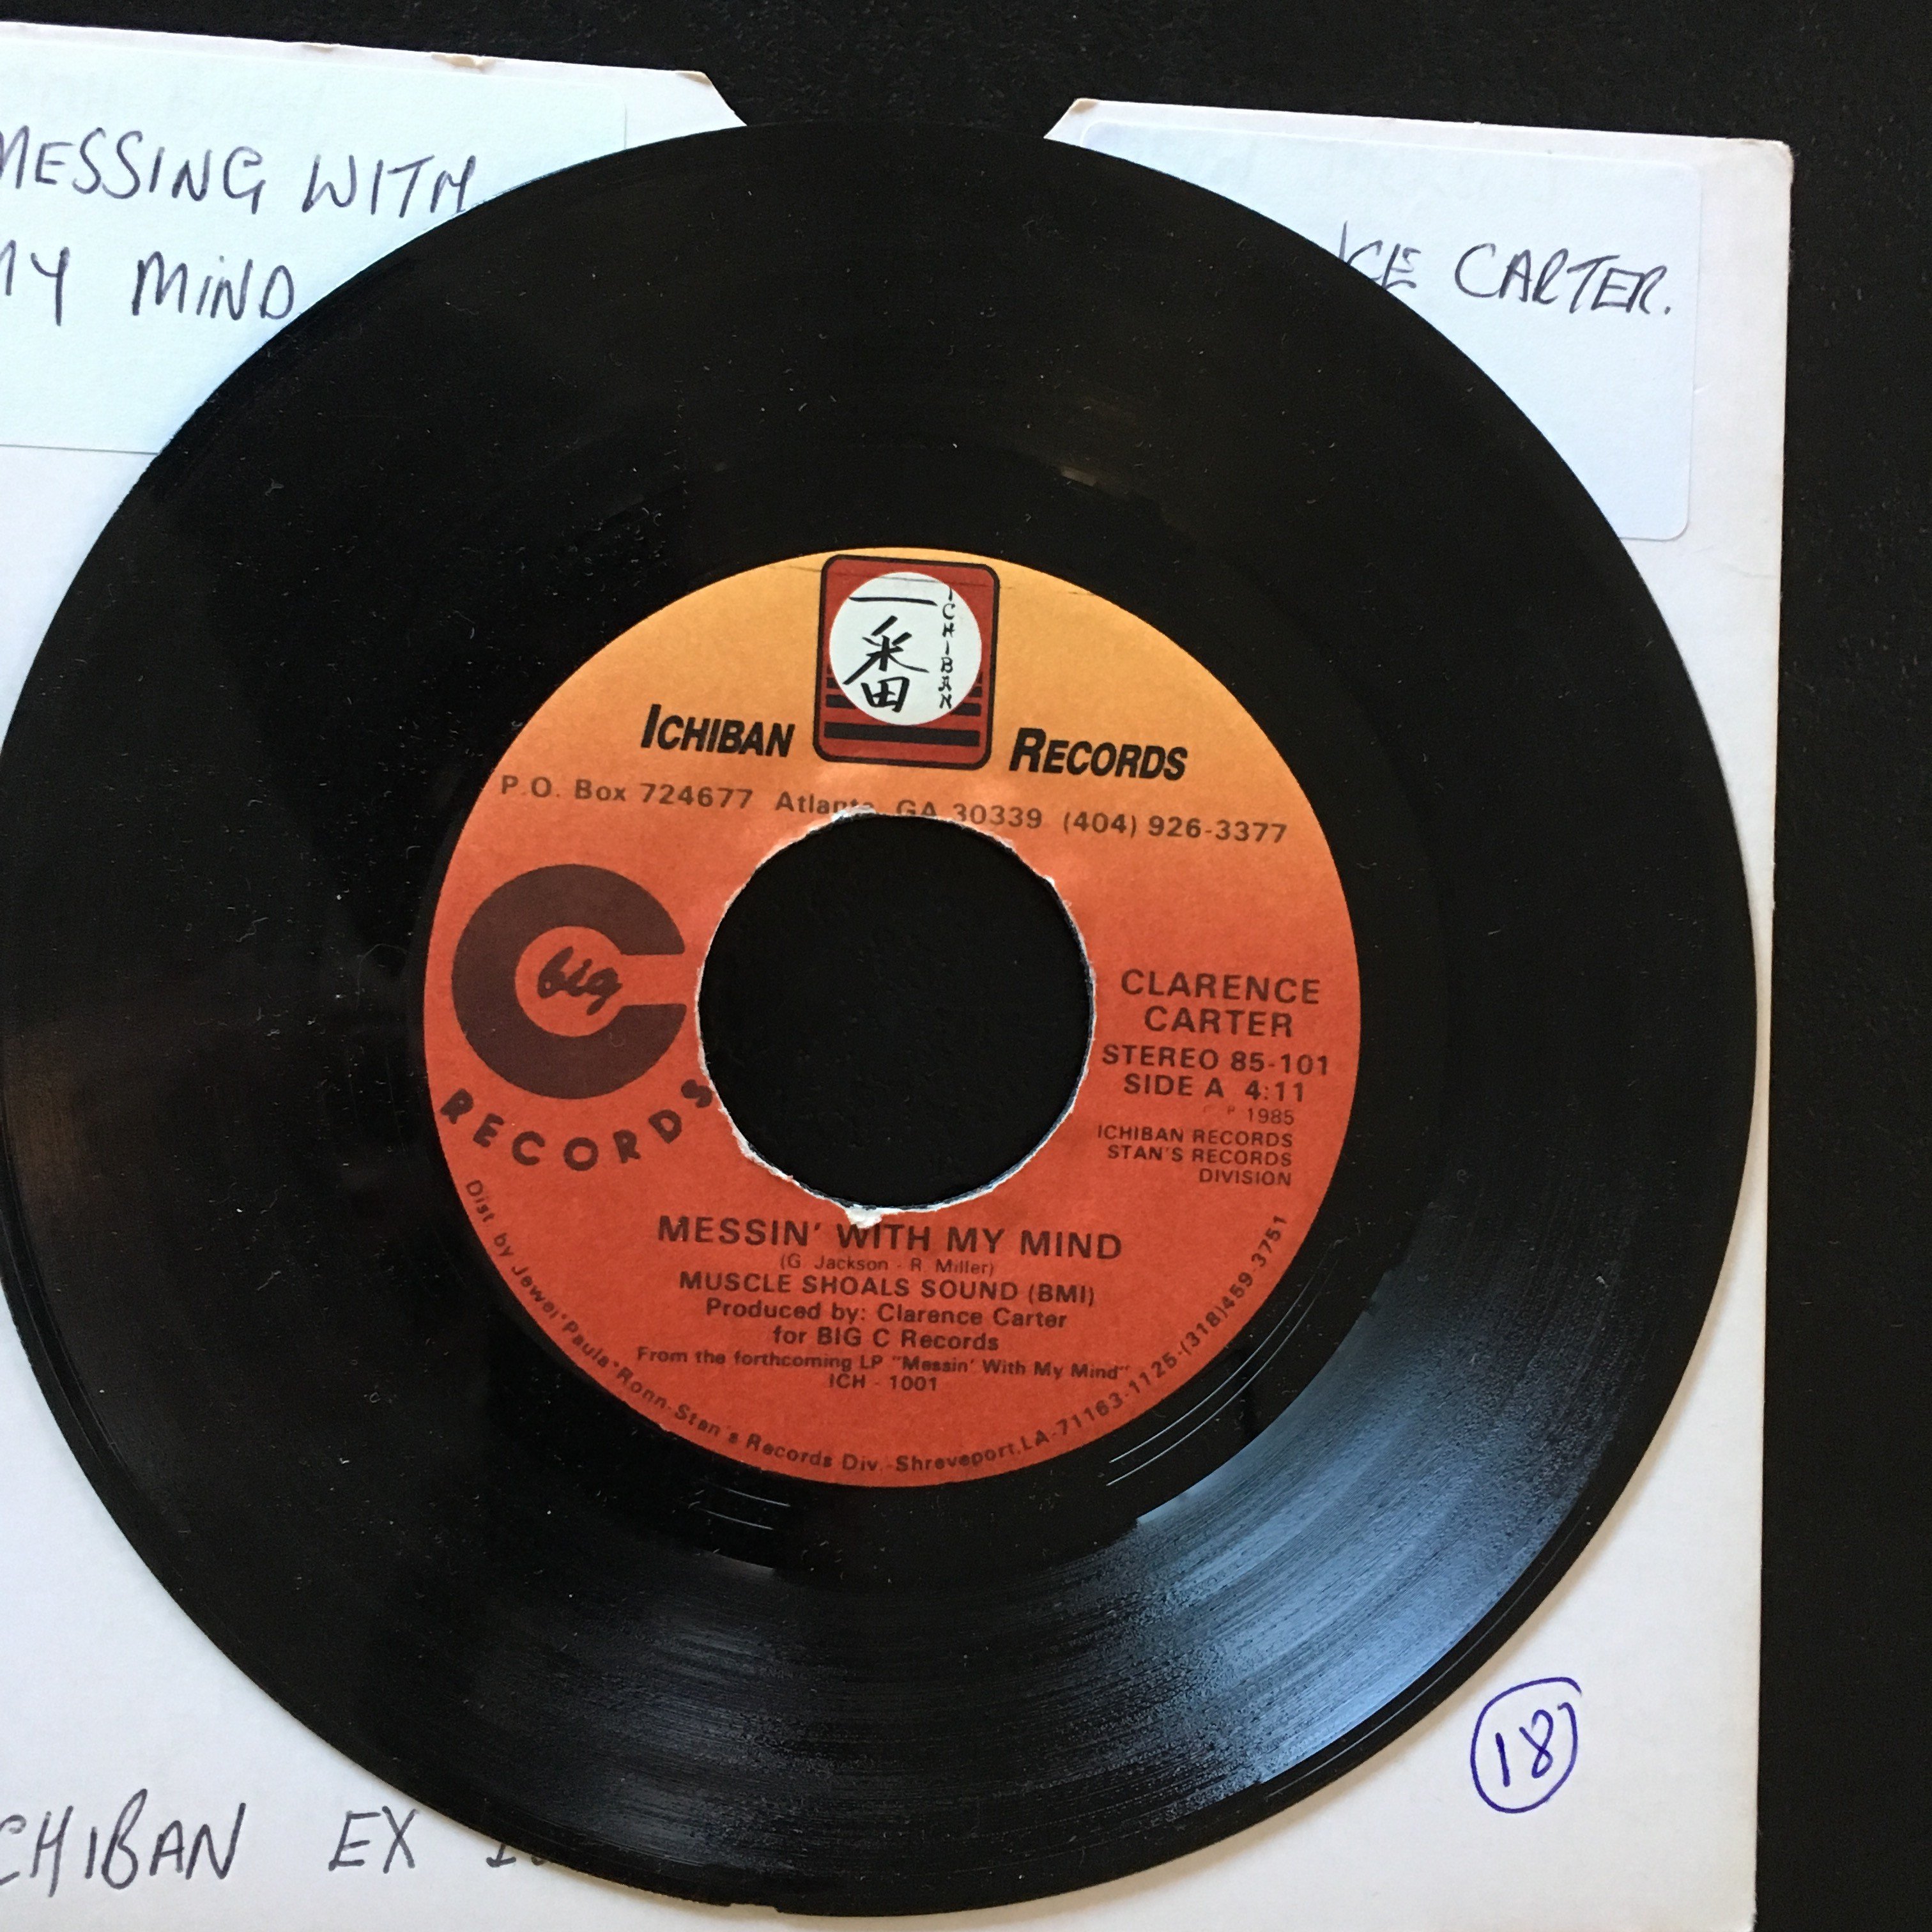 MESSING WITH
MY MIND
CARTER.
一番
ICHIBAN
ICHIBAN RECORDS
P.O. Box 724677 Atlanta, GA 30339 (404) 926-3377
big
C
RECORDS
CLARENCE
CARTER
STEREO 85-101
SIDE A 4:11
℗ 1985
ICHIBAN RECORDS
STAN'S RECORDS
DIVISION
MESSIN' WITH MY MIND
(G. Jackson - R. Miller)
MUSCLE SHOALS SOUND (BMI)
Produced by: Clarence Carter
for BIG C Records
From the forthcoming LP "Messin' With My Mind"
ICH - 1001
Dist. by Jewel*Paula*Ronn-Stan's Records Div.-Shreveport,LA-71163-1125-(318)459-3751
18
ICHIBAN EX